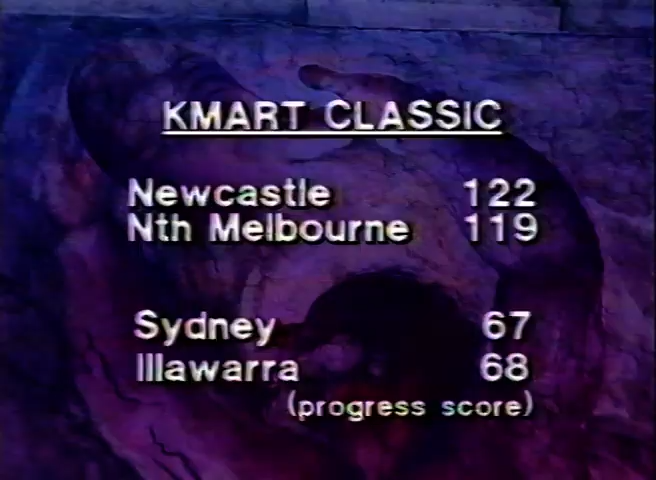 KMART CLASSIC
Newcastle 122
Nth Melbourne 119
Sydney 67
Illawarra 68
(progress score)